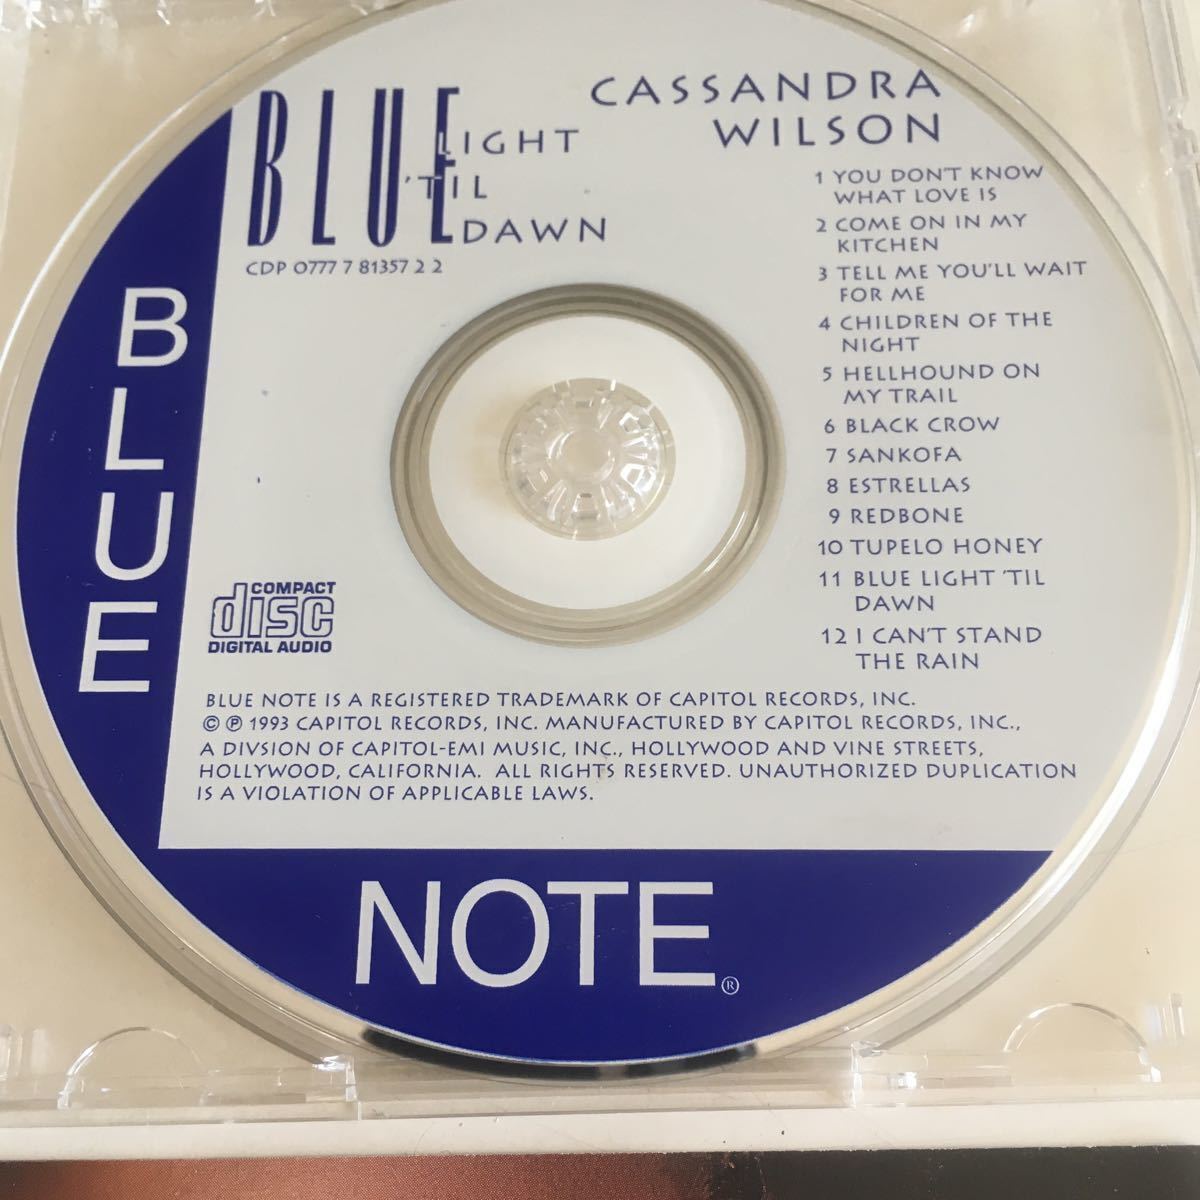 BLUE
LIGHT
'TIL
DAWN
CDP 0777 7 81357 2 2
CASSANDRA
WILSON
1 YOU DON'T KNOW
WHAT LOVE IS
2 COME ON IN MY
KITCHEN
3 TELL ME YOU'LL WAIT
FOR ME
4 CHILDREN OF THE
NIGHT
5 HELLHOUND ON
MY TRAIL
6 BLACK CROW
7 SANKOFA
8 ESTRELLAS
9 REDBONE
10 TUPELO HONEY
11 BLUE LIGHT 'TIL
DAWN
12 I CAN'T STAND
THE RAIN
BLUE
COMPACT
disc
DIGITAL AUDIO
BLUE NOTE IS A REGISTERED TRADEMARK OF CAPITOL RECORDS, INC.
© ℗ 1993 CAPITOL RECORDS, INC. MANUFACTURED BY CAPITOL RECORDS, INC.,
A DIVSION OF CAPITOL-EMI MUSIC, INC., HOLLYWOOD AND VINE STREETS,
HOLLYWOOD, CALIFORNIA. ALL RIGHTS RESERVED. UNAUTHORIZED DUPLICATION
IS A VIOLATION OF APPLICABLE LAWS.
NOTE®